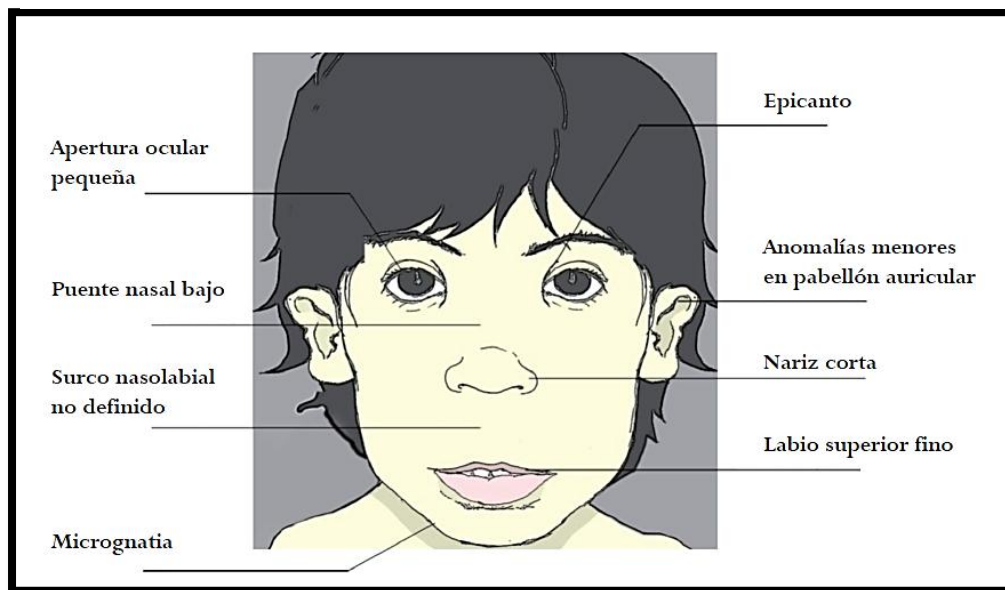 Apertura ocular
pequeña
Puente nasal bajo
Surco nasolabial
no definido
Micrognatia
Epicanto
Anomalías menores
en pabellón auricular
Nariz corta
Labio superior fino